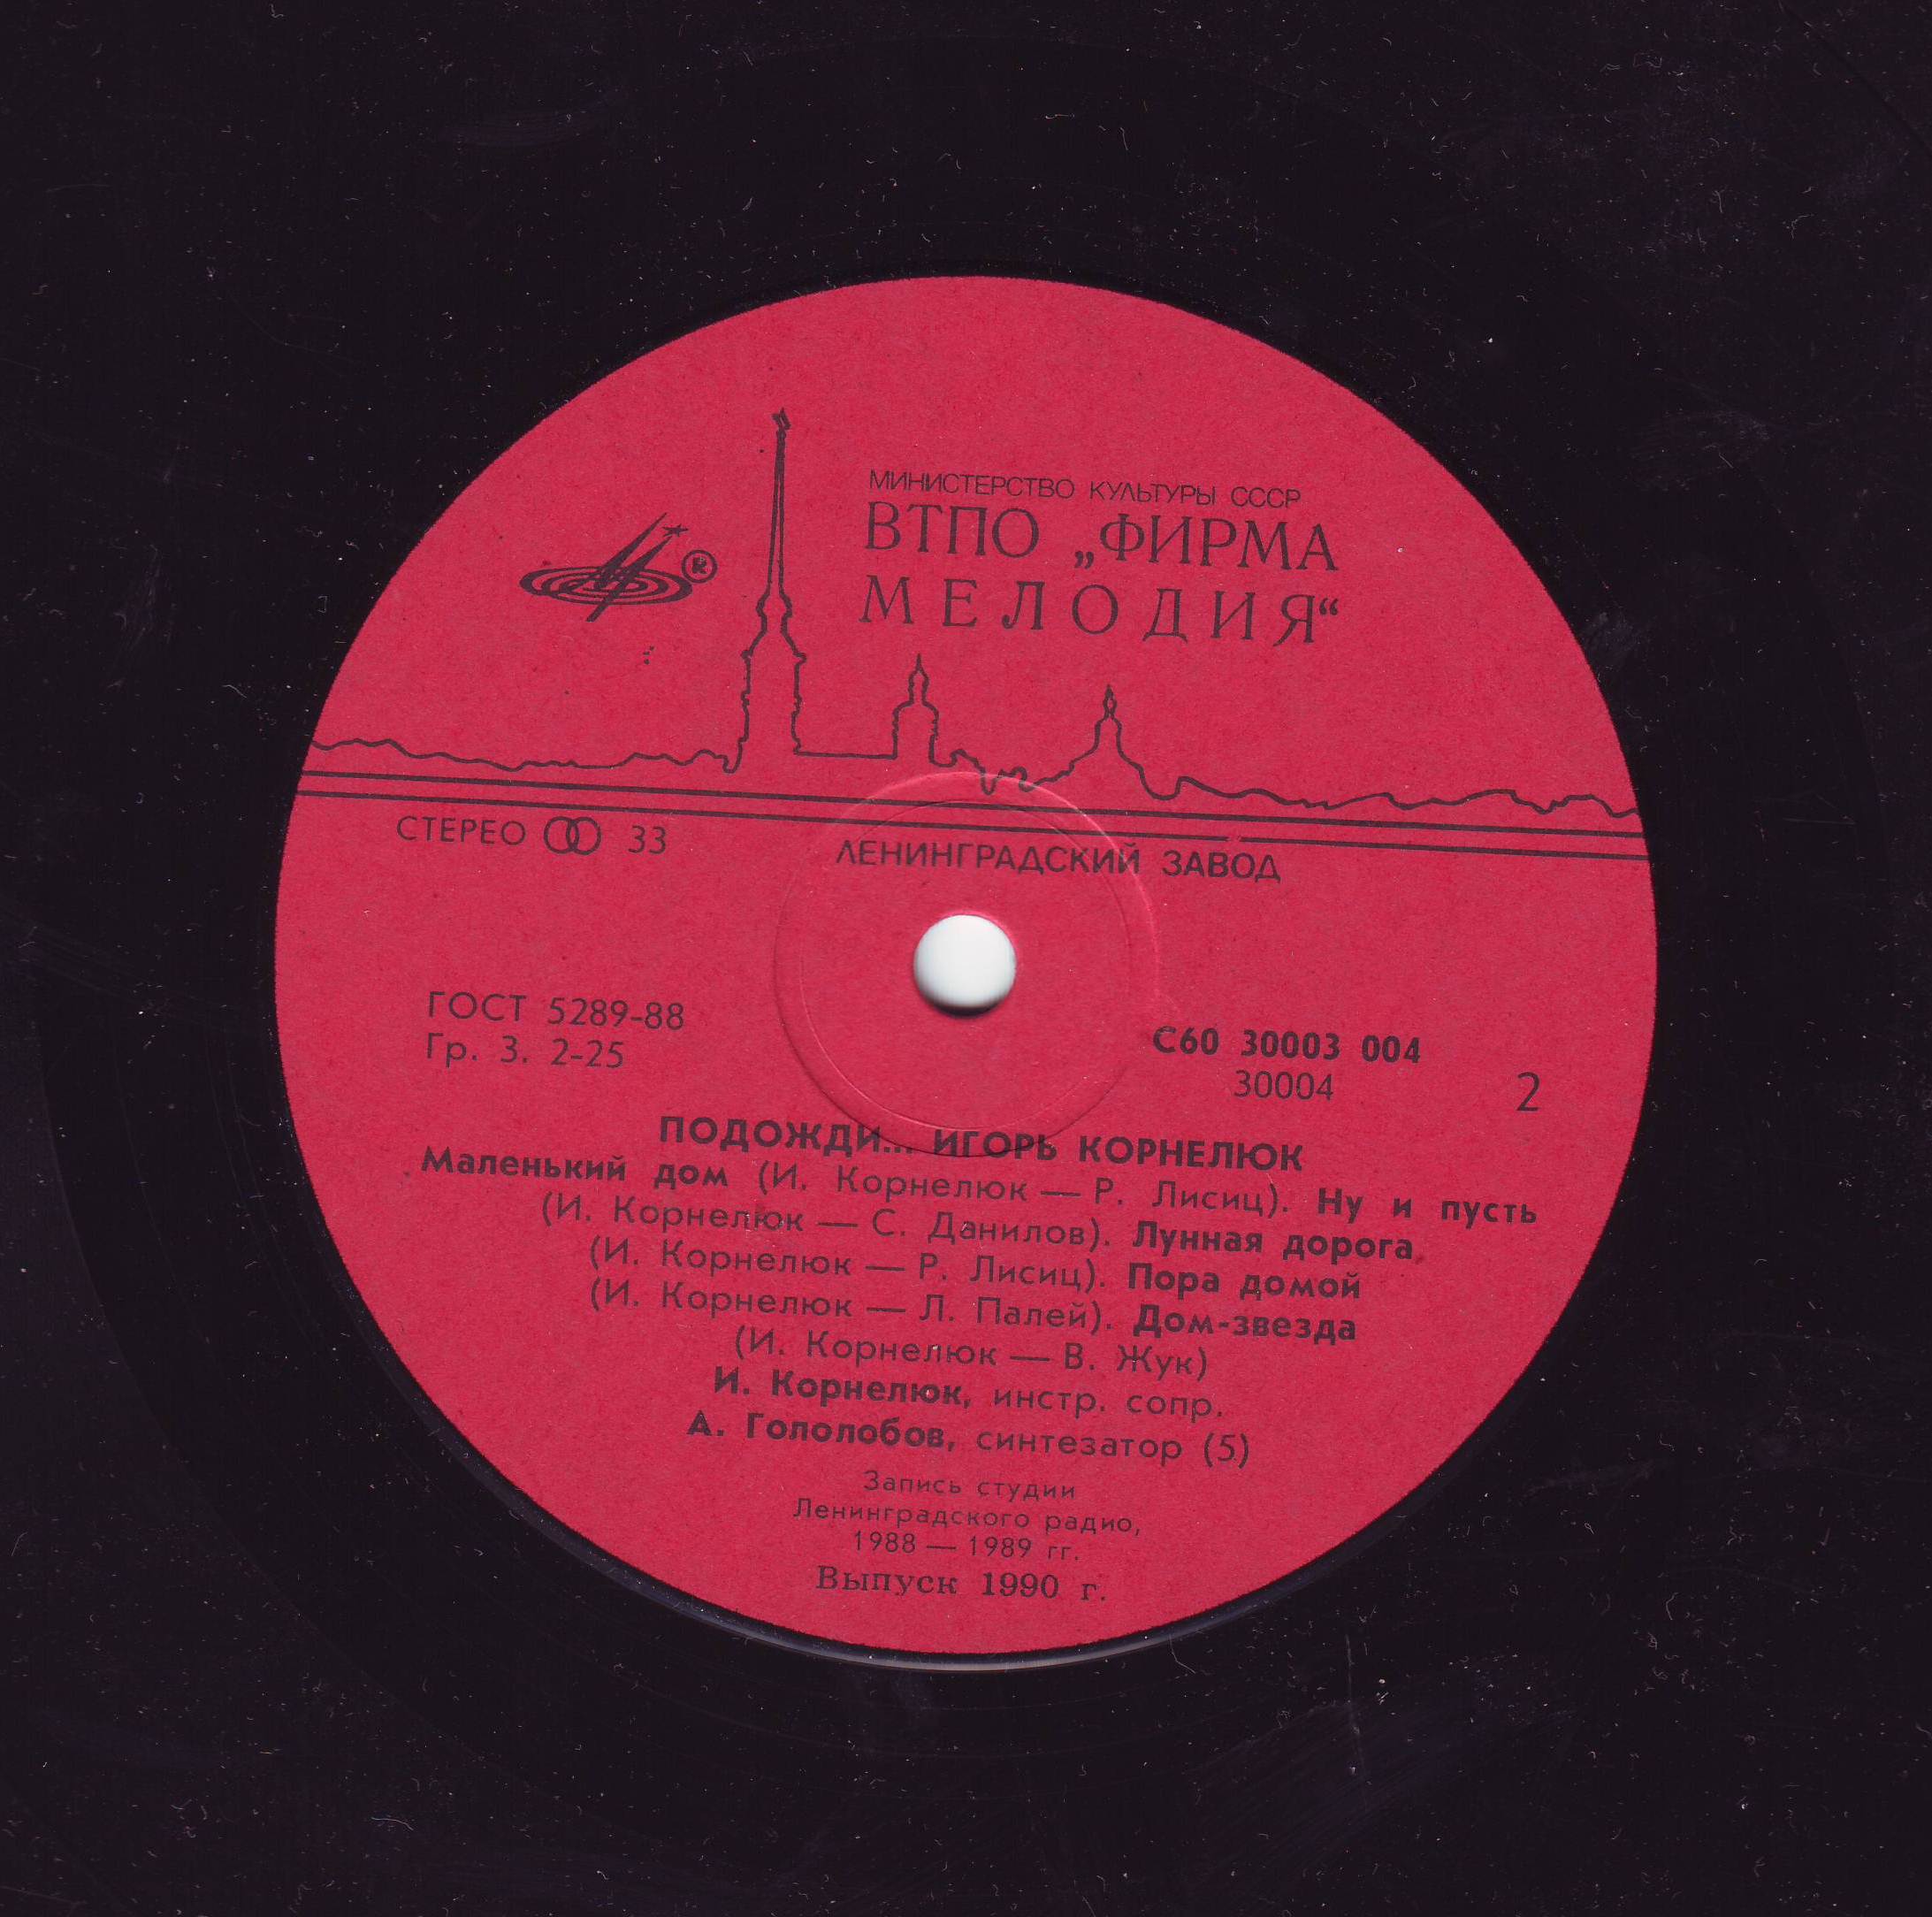 МИНИСТЕРСТВО КУЛЬТУРЫ СССР
ВТПО „ФИРМА
МЕЛОДИЯ“
СТЕРЕО 33
ЛЕНИНГРАДСКИЙ ЗАВОД
ГОСТ 5289-88
Гр. 3. 2-25
С60 30003 004
30004
2
ПОДОЖДИ... ИГОРЬ КОРНЕЛЮК
Маленький дом (И. Корнелюк — Р. Лисиц). Ну и пусть
(И. Корнелюк — С. Данилов). Лунная дорога
(И. Корнелюк — Р. Лисиц). Пора домой
(И. Корнелюк — Л. Палей). Дом-звезда
(И. Корнелюк — В. Жук)
И. Корнелюк, инстр. сопр.
А. Гололобов, синтезатор (5)
Запись студии
Ленинградского радио,
1988 — 1989 гг.
Выпуск 1990 г.